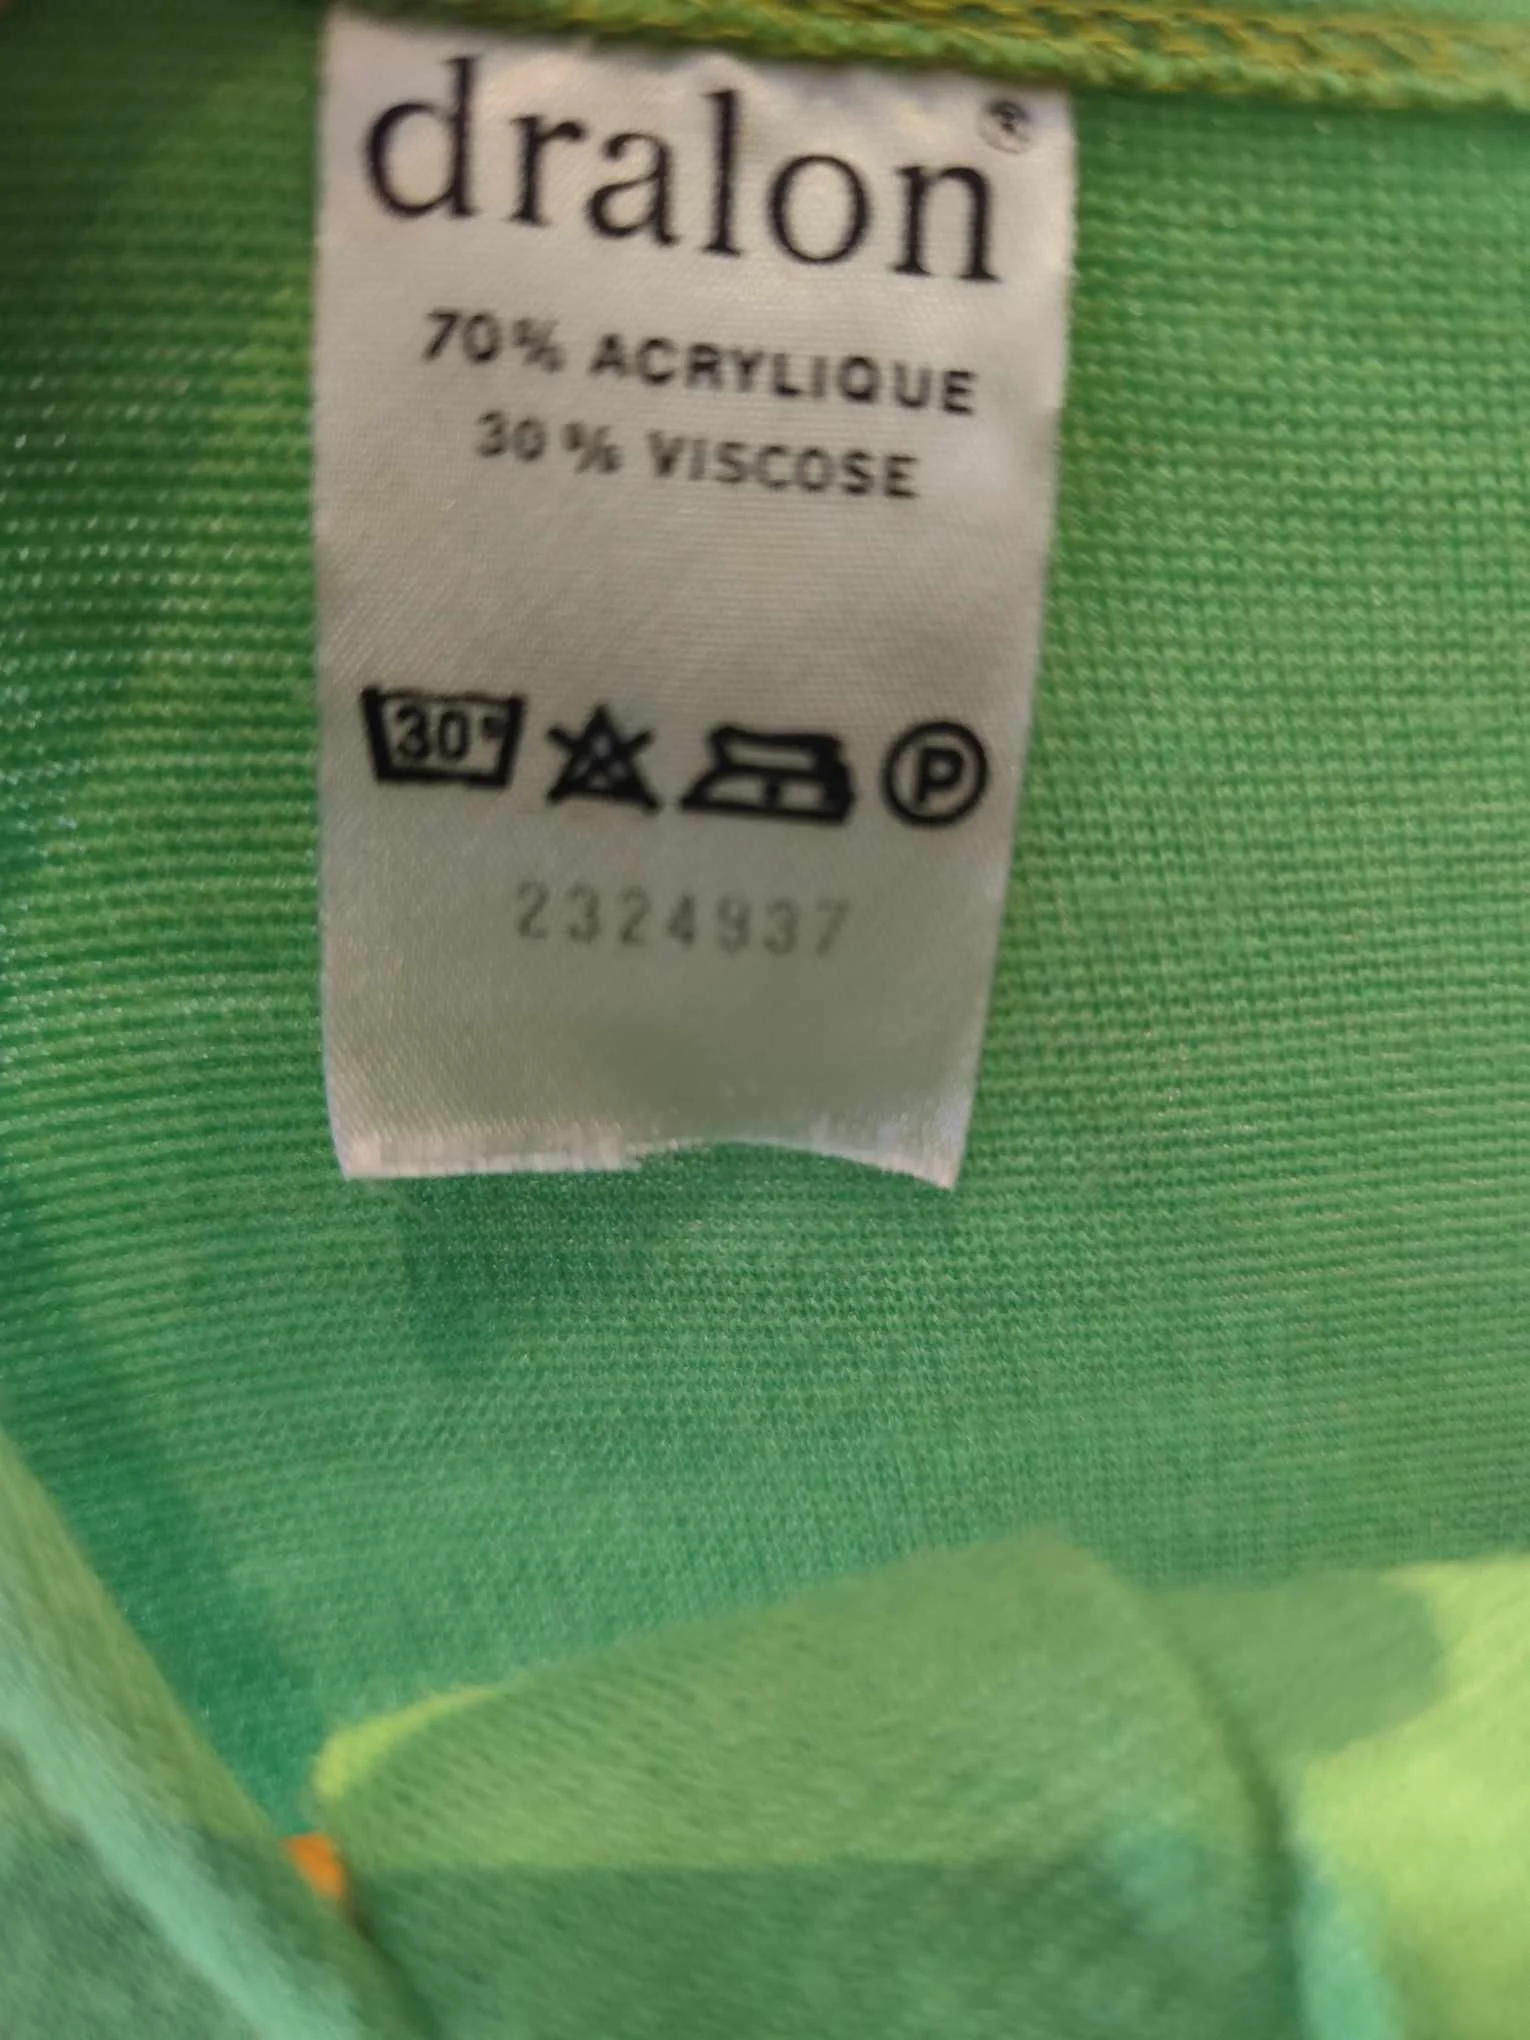 dralon®
70% ACRYLIQUE
30% VISCOSE
30° P
2324937